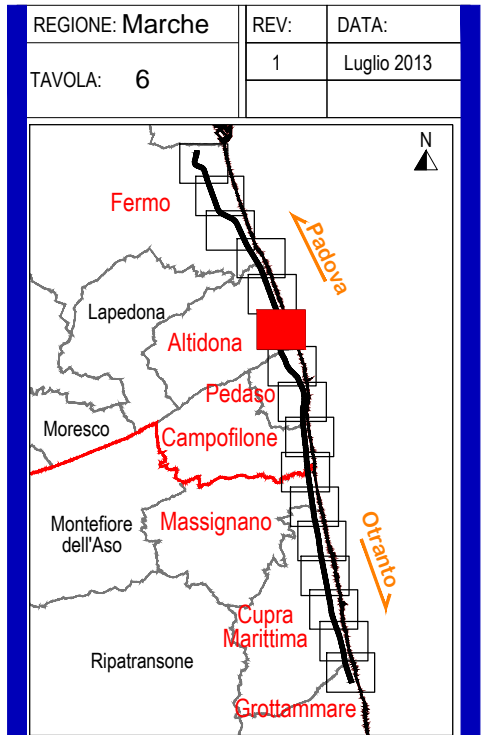 REGIONE: Marche
REV:
DATA:
TAVOLA: 6
1
Luglio 2013
N
Fermo
Padova
Lapedona
Altidona
Pedaso
Moresco
Campofilone
Montefiore
dell'Aso
Massignano
Otranto
Cupra
Marittima
Ripatransone
Grottammare